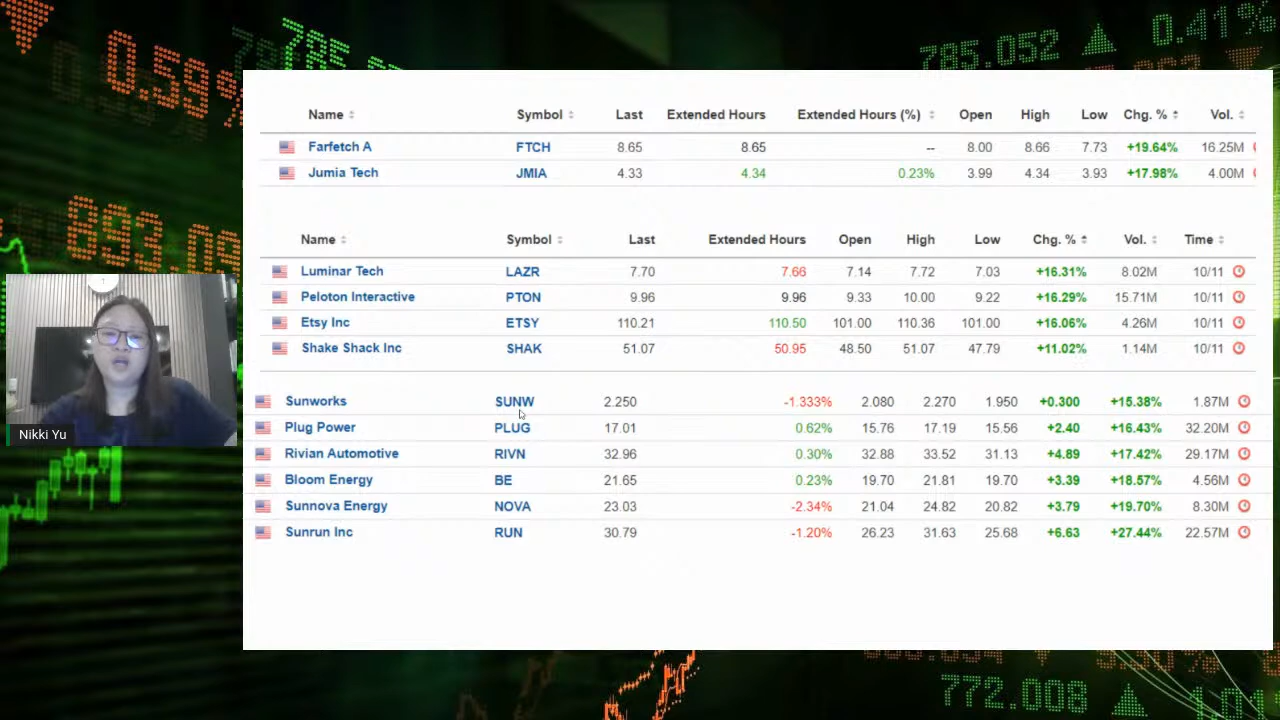 0.59%
785.
785.052 ▲ 0.41%
893.09
Name Symbol Last Extended Hours Extended Hours (%) Open High Low Chg. % Vol.
Farfetch A FTCH 8.65 8.65 -- 8.00 8.66 7.73 +19.64% 16.25M
Jumia Tech JMIA 4.33 4.34 0.23% 3.99 4.34 3.93 +17.98% 4.00M
Name Symbol Last Extended Hours Open High Low Chg. % Vol. Time
Luminar Tech LAZR 7.70 7.66 7.14 7.72 7.03 +16.31% 8.02M 10/11
Peloton Interactive PTON 9.96 9.96 9.33 10.00 9.22 +16.29% 15.71M 10/11
Etsy Inc ETSY 110.21 110.50 101.00 110.36 101.00 +16.06% 4.26M 10/11
Shake Shack Inc SHAK 51.07 50.95 48.50 51.07 47.79 +11.02% 1.14M 10/11
Sunworks SUNW 2.250 -1.333% 2.080 2.270 1.950 +0.300 +15.38% 1.87M
Plug Power PLUG 17.01 0.62% 15.76 17.19 15.56 +2.40 +16.43% 32.20M
Rivian Automotive RIVN 32.96 0.30% 32.88 33.52 31.13 +4.89 +17.42% 29.17M
Bloom Energy BE 21.65 0.23% 19.70 21.81 19.70 +3.39 +18.57% 4.56M
Sunnova Energy NOVA 23.03 -2.34% 21.04 24.82 20.82 +3.79 +19.70% 8.30M
Sunrun Inc RUN 30.79 -1.20% 26.23 31.63 25.68 +6.63 +27.44% 22.57M
Nikki Yu
772.008 ▲